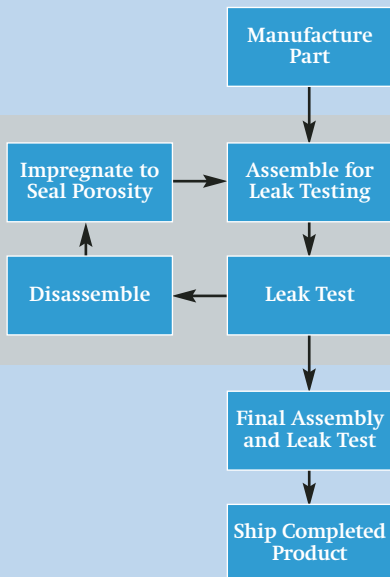 Manufacture
Part
Impregnate to
Seal Porosity
Assemble for
Leak Testing
Disassemble
Leak Test
Final Assembly
and Leak Test
Ship Completed
Product